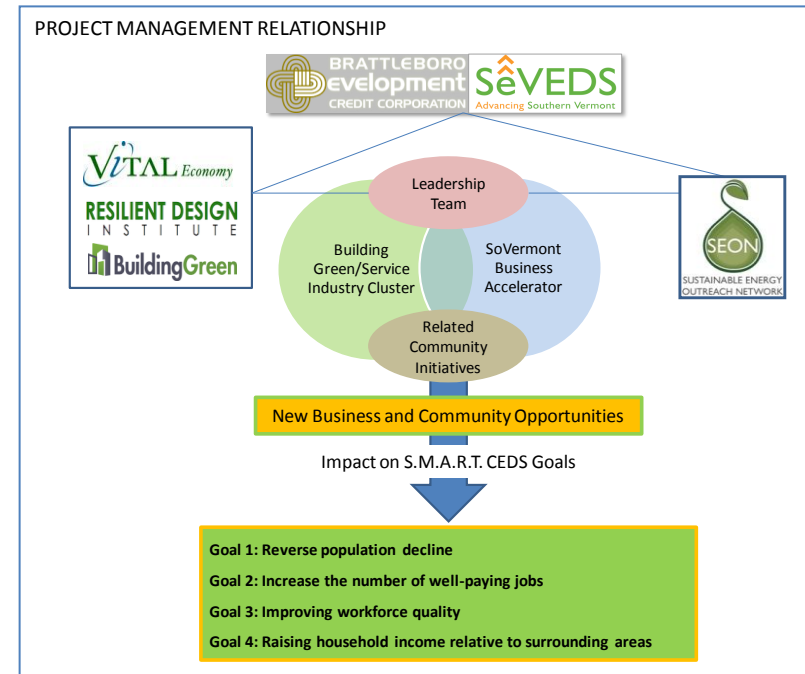 PROJECT MANAGEMENT RELATIONSHIP
BRATTLEBORO
evelopment
CREDIT CORPORATION
SêVEDS
Advancing Southern Vermont
ViTAL Economy
RESILIENT DESIGN
INSTITUTE
BuildingGreen
Leadership
Team
Building
Green/Service
Industry Cluster
SoVermont
Business
Accelerator
SEON
SUSTAINABLE ENERGY
OUTREACH NETWORK
Related
Community
Initiatives
New Business and Community Opportunities
Impact on S.M.A.R.T. CEDS Goals
Goal 1: Reverse population decline
Goal 2: Increase the number of well-paying jobs
Goal 3: Improving workforce quality
Goal 4: Raising household income relative to surrounding areas